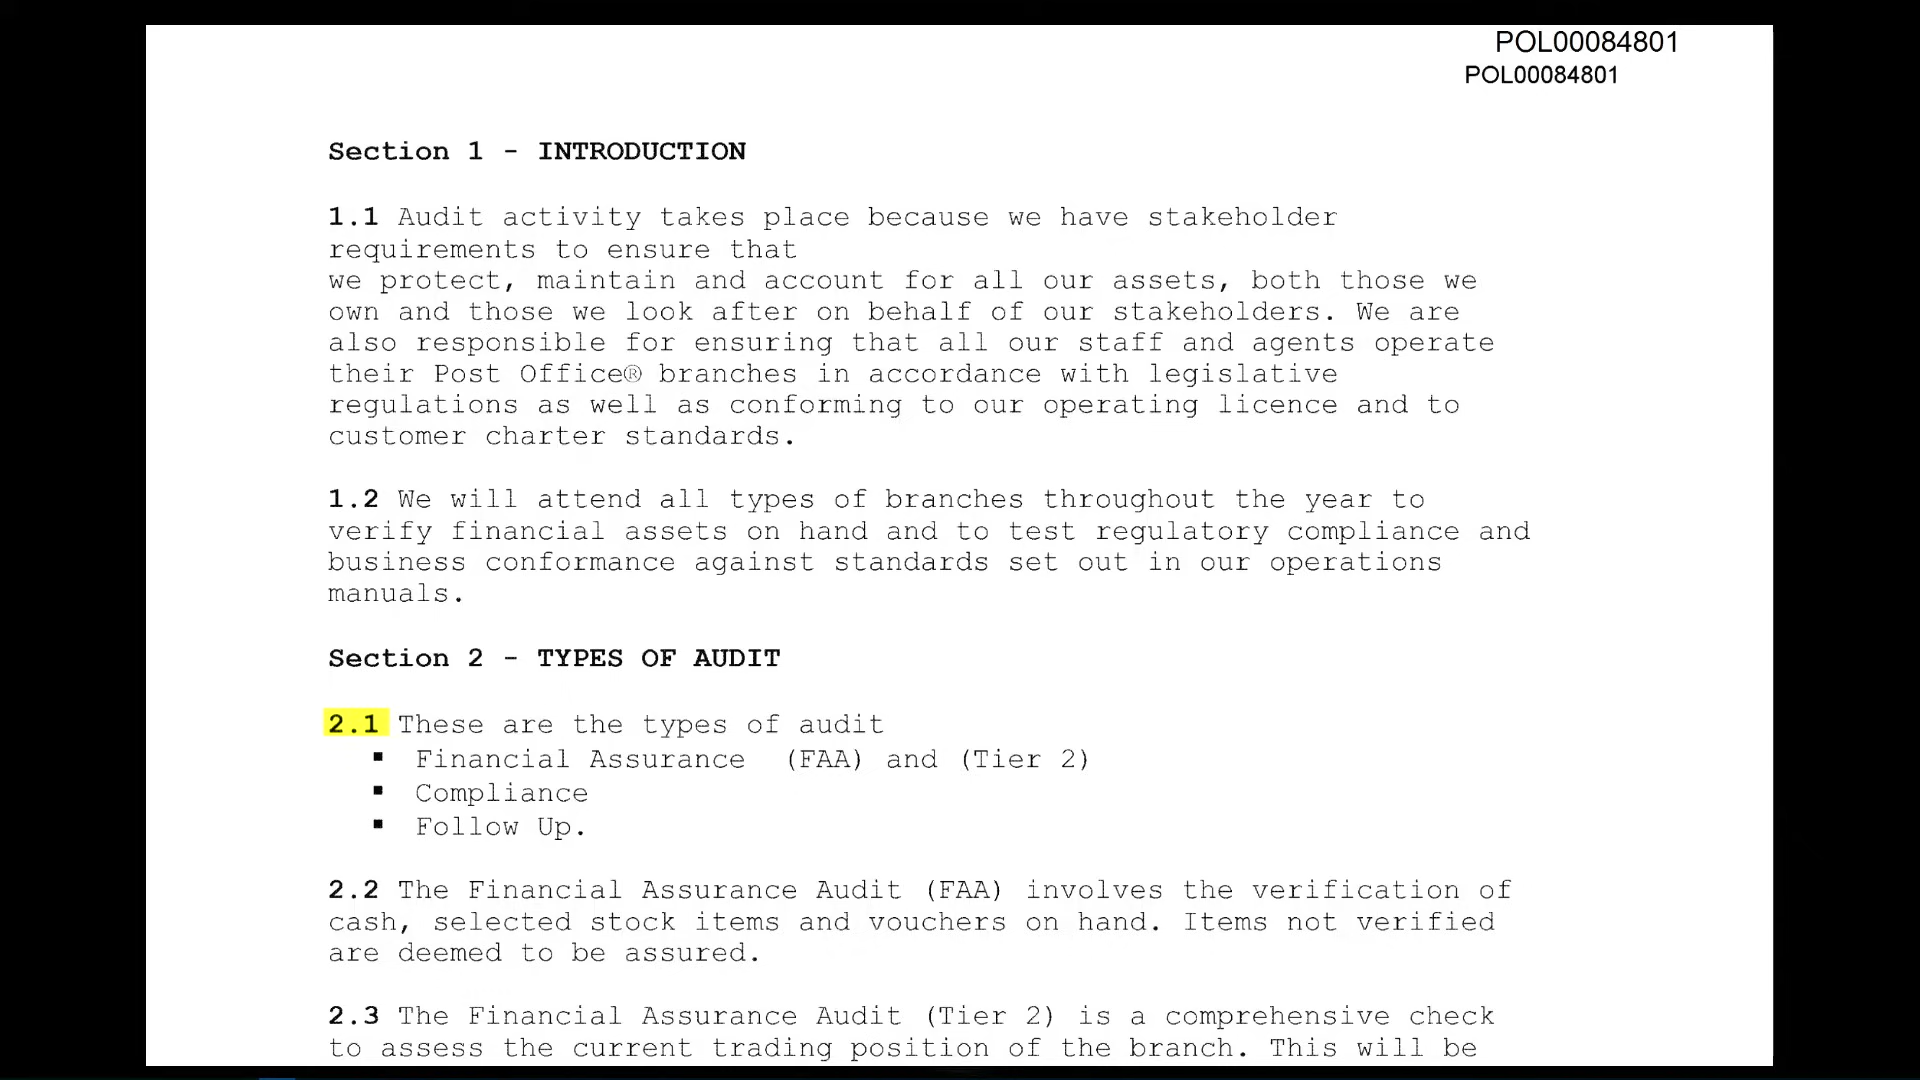 POL00084801
POL00084801
Section 1 - INTRODUCTION
1.1 Audit activity takes place because we have stakeholder
requirements to ensure that
we protect, maintain and account for all our assets, both those we
own and those we look after on behalf of our stakeholders. We are
also responsible for ensuring that all our staff and agents operate
their Post Office® branches in accordance with legislative
regulations as well as conforming to our operating licence and to
customer charter standards.
1.2 We will attend all types of branches throughout the year to
verify financial assets on hand and to test regulatory compliance and
business conformance against standards set out in our operations
manuals.
Section 2 - TYPES OF AUDIT
2.1 These are the types of audit
▪ Financial Assurance (FAA) and (Tier 2)
▪ Compliance
▪ Follow Up.
2.2 The Financial Assurance Audit (FAA) involves the verification of
cash, selected stock items and vouchers on hand. Items not verified
are deemed to be assured.
2.3 The Financial Assurance Audit (Tier 2) is a comprehensive check
to assess the current trading position of the branch. This will be